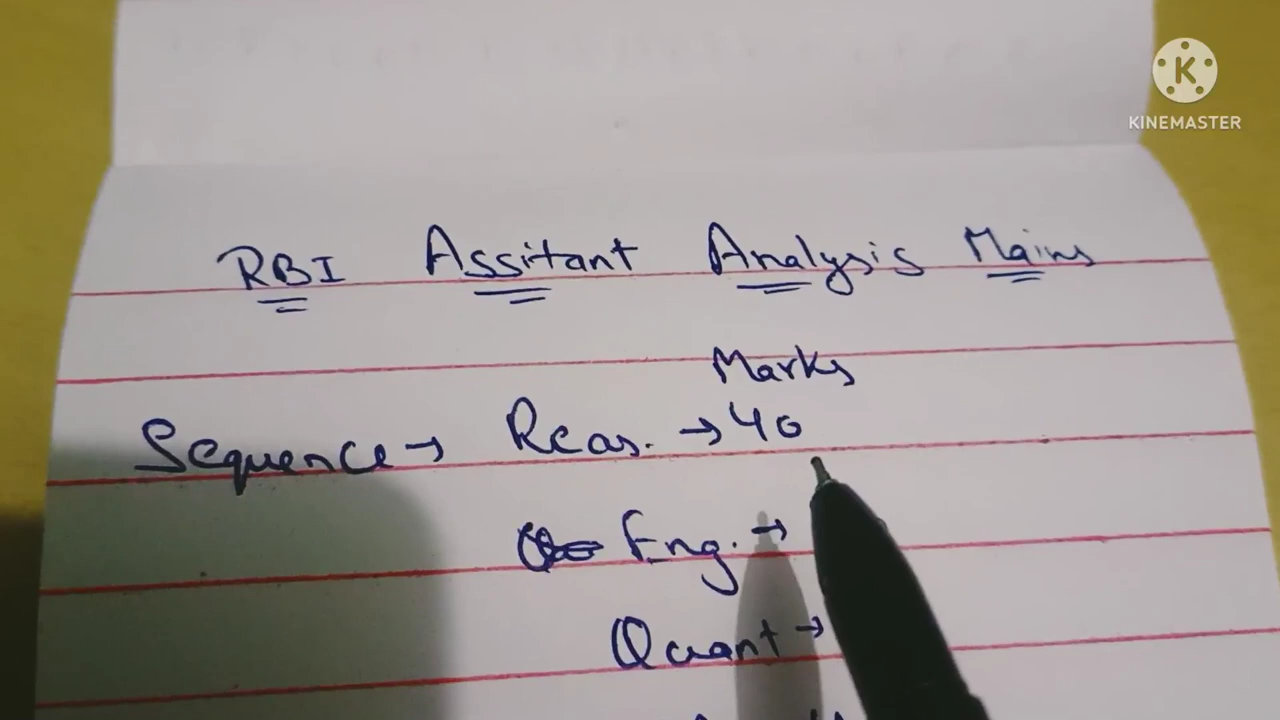 K
KINEMASTER
RBI Assitant Analysis Mains
Marks
Sequence → Reas. → 40
Eng. →
Quant →